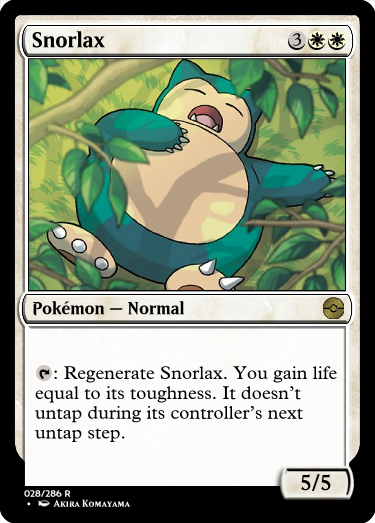 Snorlax 3
Pokémon — Normal
: Regenerate Snorlax. You gain life
equal to its toughness. It doesn't
untap during its controller's next
untap step.
5/5
028/286 R
• Akira Komayama